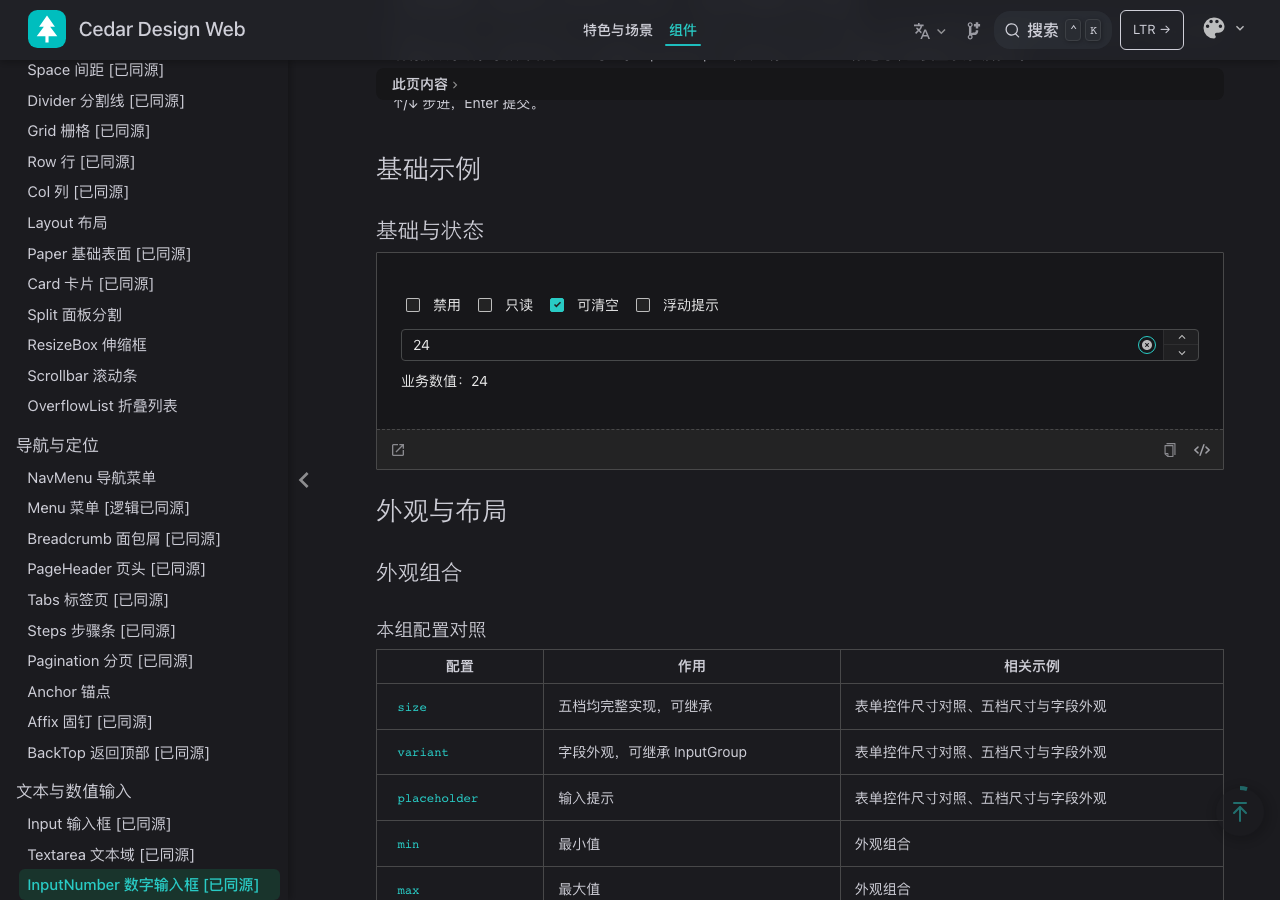 Cedar Design Web
特色与场景
组件
搜索
^
K
LTR →
Space 间距 [已同源]
Divider 分割线 [已同源]
Grid 栅格 [已同源]
Row 行 [已同源]
Col 列 [已同源]
Layout 布局
Paper 基础表面 [已同源]
Card 卡片 [已同源]
Split 面板分割
ResizeBox 伸缩框
Scrollbar 滚动条
OverflowList 折叠列表
导航与定位
NavMenu 导航菜单
Menu 菜单 [逻辑已同源]
Breadcrumb 面包屑 [已同源]
PageHeader 页头 [已同源]
Tabs 标签页 [已同源]
Steps 步骤条 [已同源]
Pagination 分页 [已同源]
Anchor 锚点
Affix 固钉 [已同源]
BackTop 返回顶部 [已同源]
文本与数值输入
Input 输入框 [已同源]
Textarea 文本域 [已同源]
InputNumber 数字输入框 [已同源]
此页内容 ›
↑/↓ 步进，Enter 提交。
基础示例
基础与状态
禁用 只读 可清空 浮动提示
24
业务数值：24
外观与布局
外观组合
本组配置对照
配置 作用 相关示例
size 五档均完整实现，可继承 表单控件尺寸对照、五档尺寸与字段外观
variant 字段外观，可继承 InputGroup 表单控件尺寸对照、五档尺寸与字段外观
placeholder 输入提示 表单控件尺寸对照、五档尺寸与字段外观
min 最小值 外观组合
max 最大值 外观组合